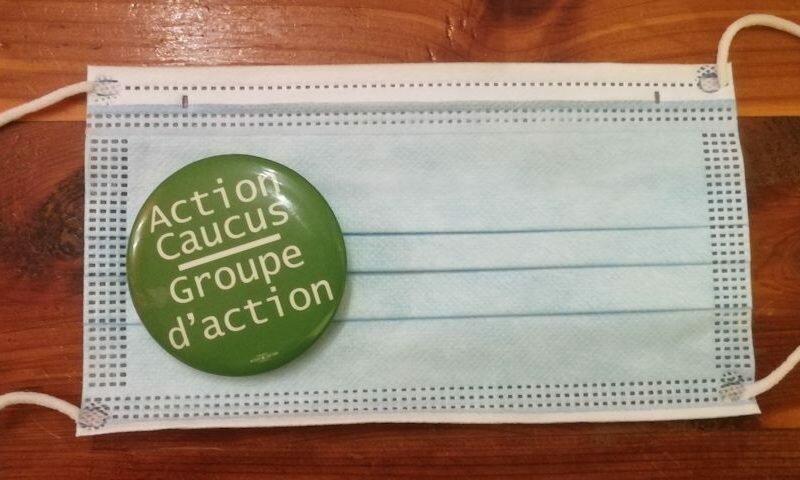 Action
Caucus
Groupe
d'action